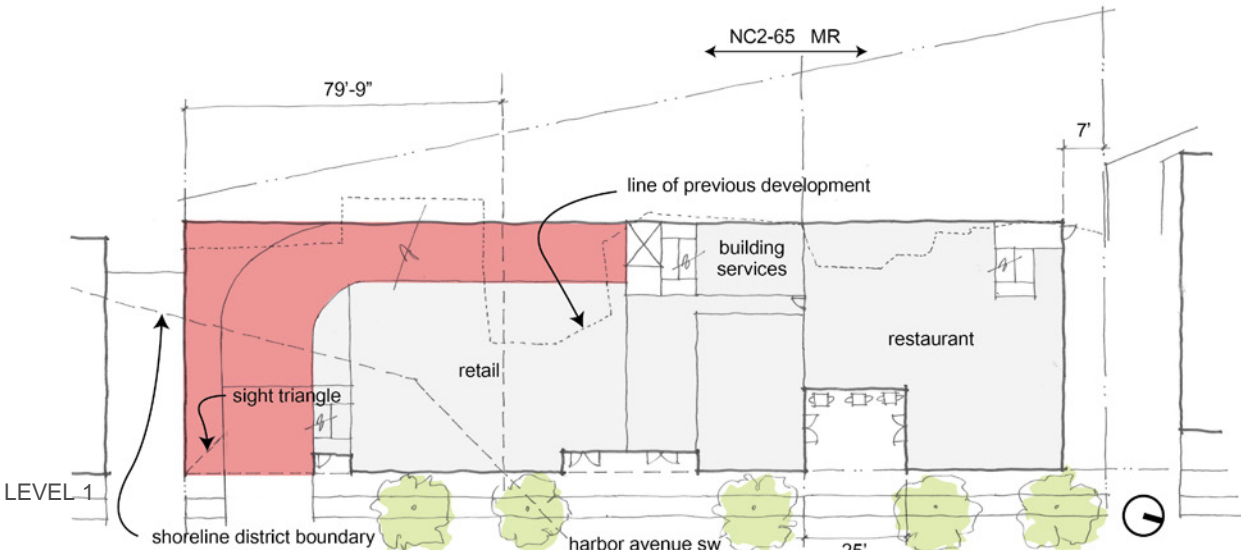 NC2-65 MR
79'-9"
7'
line of previous development
building
services
restaurant
retail
sight triangle
LEVEL 1
shoreline district boundary
harbor avenue sw
25'